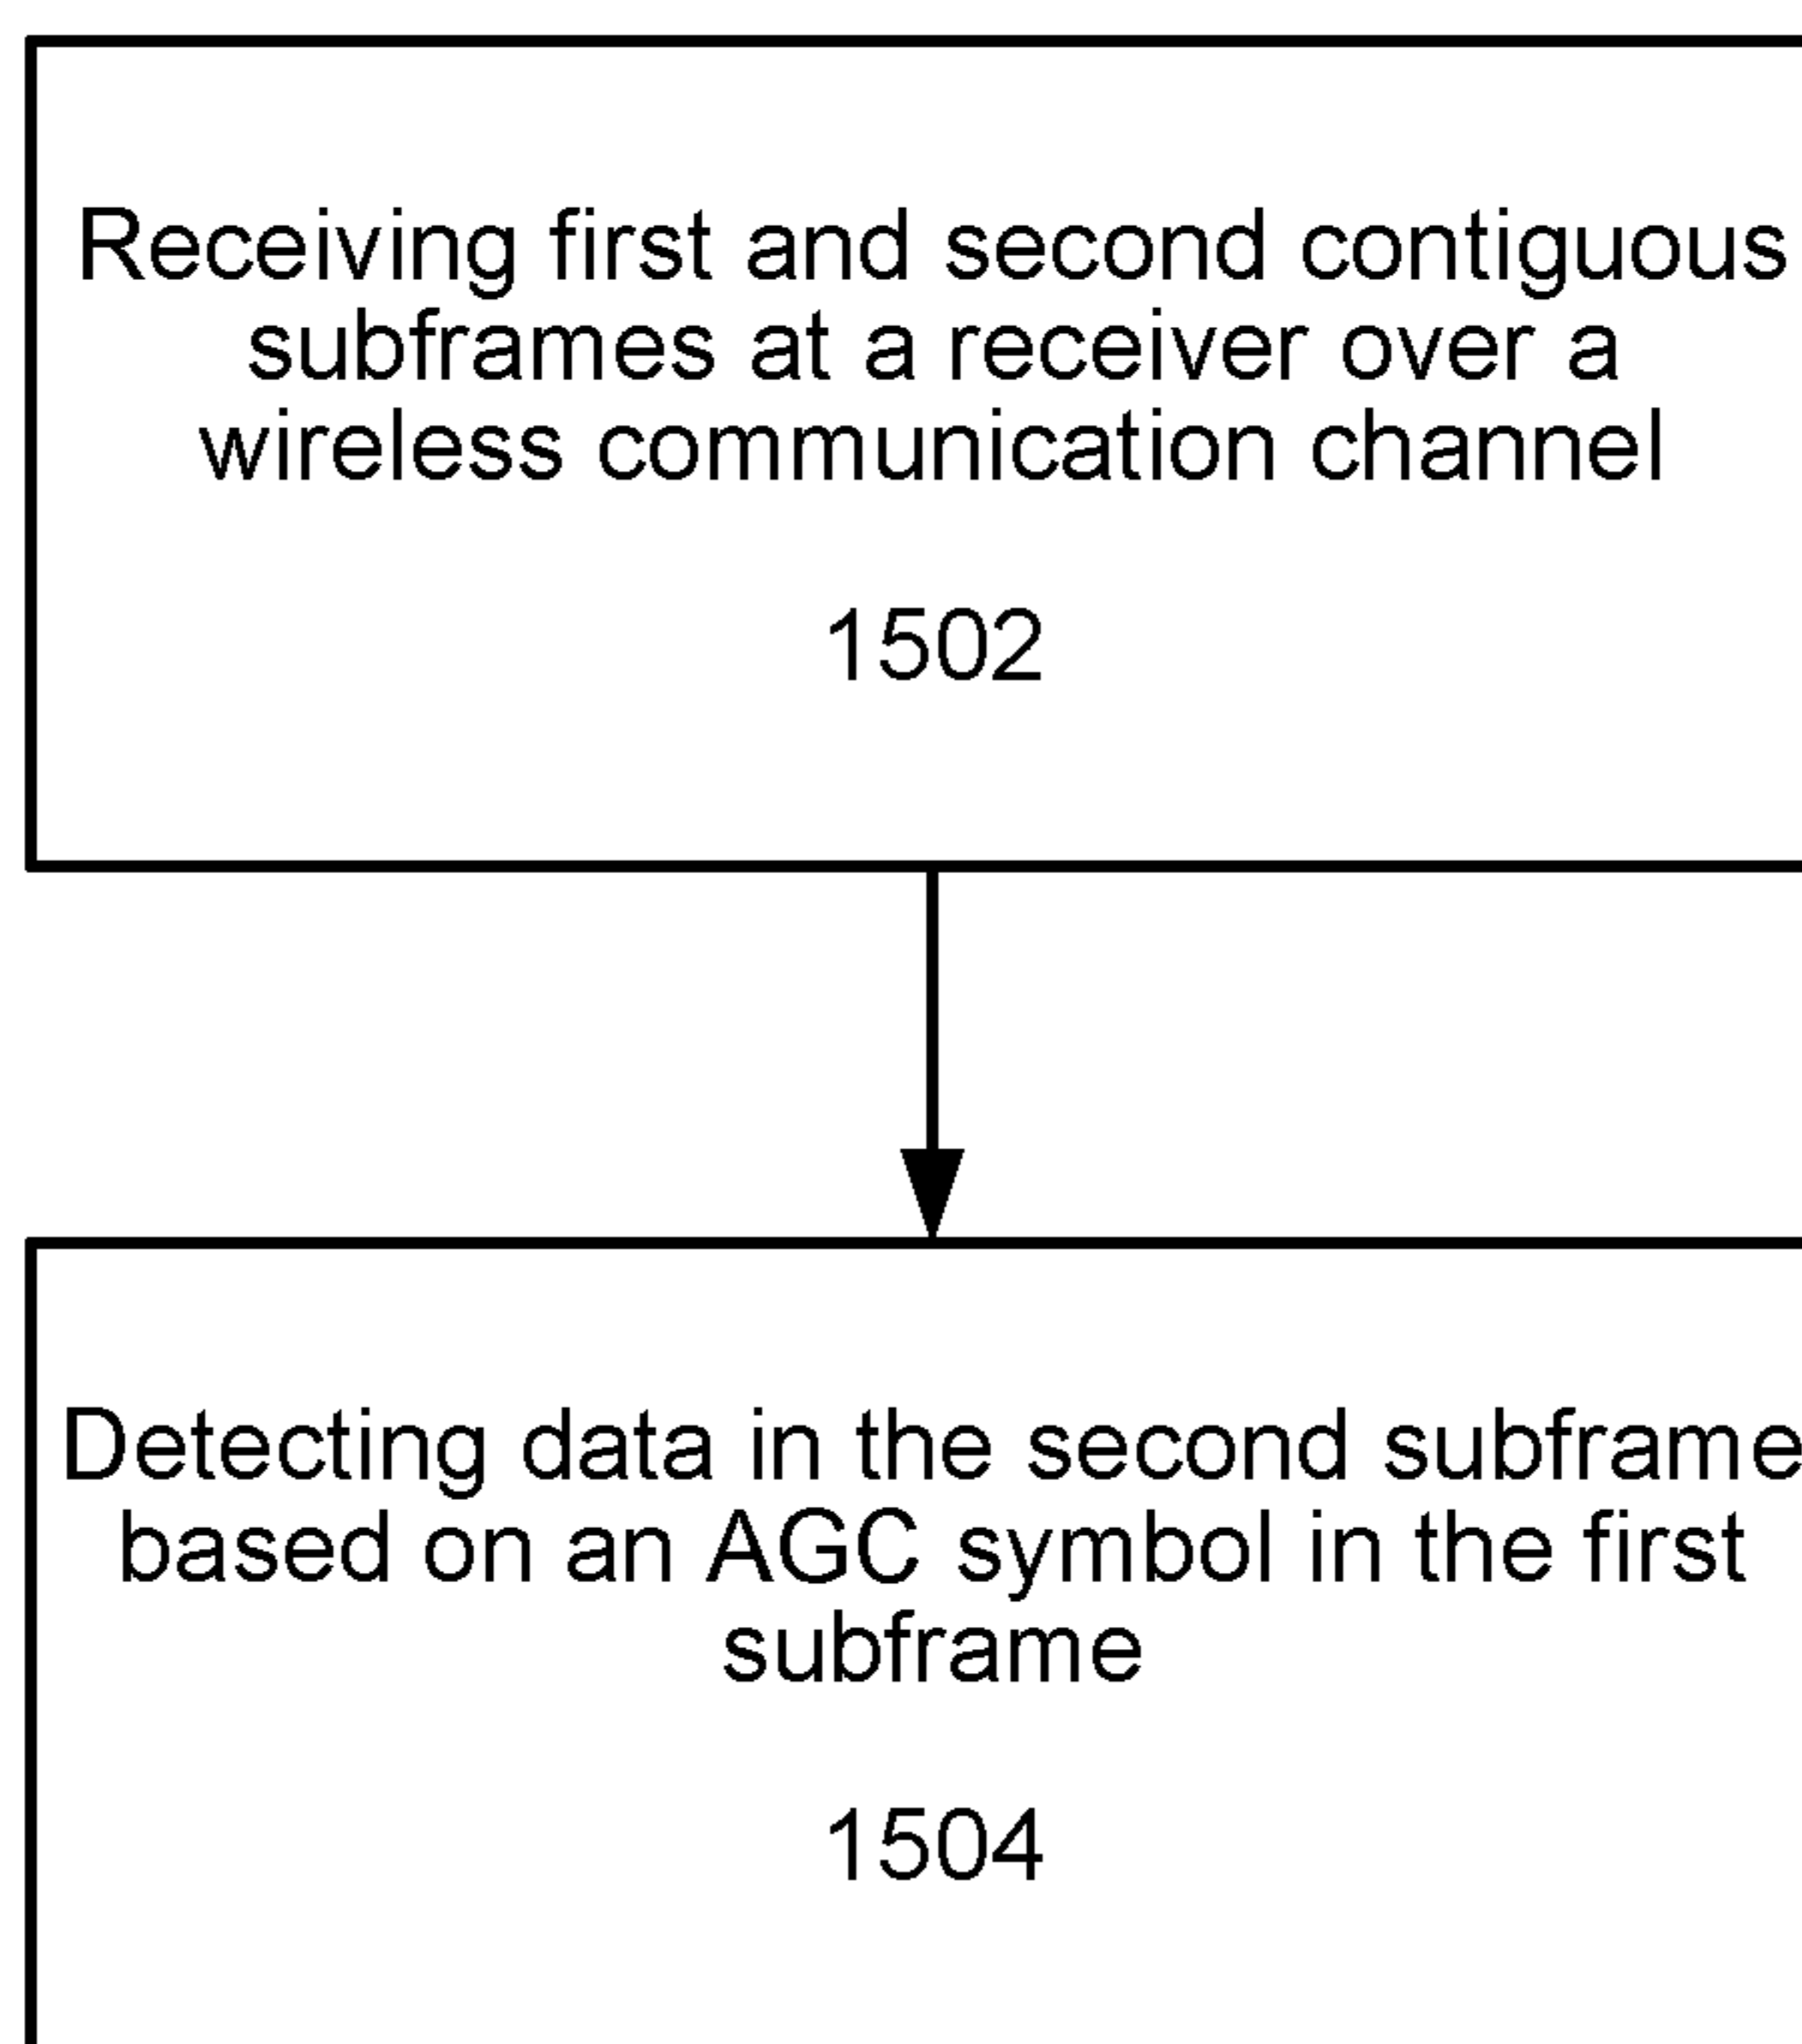 Receiving first and second contiguous
subframes at a receiver over a
wireless communication channel
1502
Detecting data in the second subframe
based on an AGC symbol in the first
subframe
1504